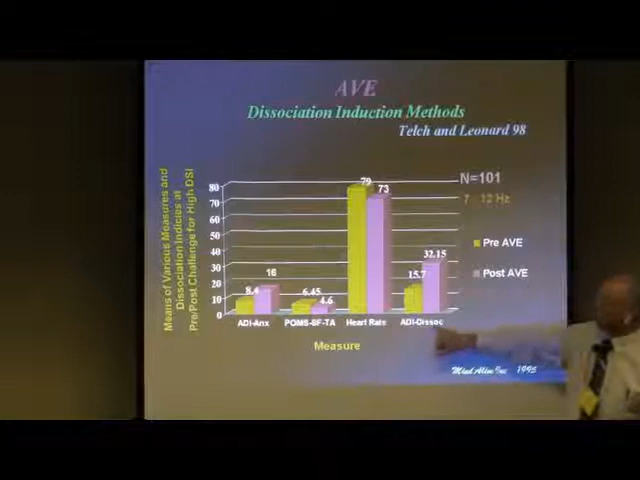 AVE
Dissociation Induction Methods
Telch and Leonard 98
Means of Various Measures and
Dissociation Indicies at
Pre/Post Challenge for High DSI
80
70
60
50
40
30
20
10
0
8.4
16
6.45
4.6
79
73
15.7
32.15
ADI-Anx
POMS-SF-TA
Heart Rate
ADI-Dissoc
Measure
N=101
7 - 12 Hz
Pre AVE
Post AVE
Mind Alive Inc 1995